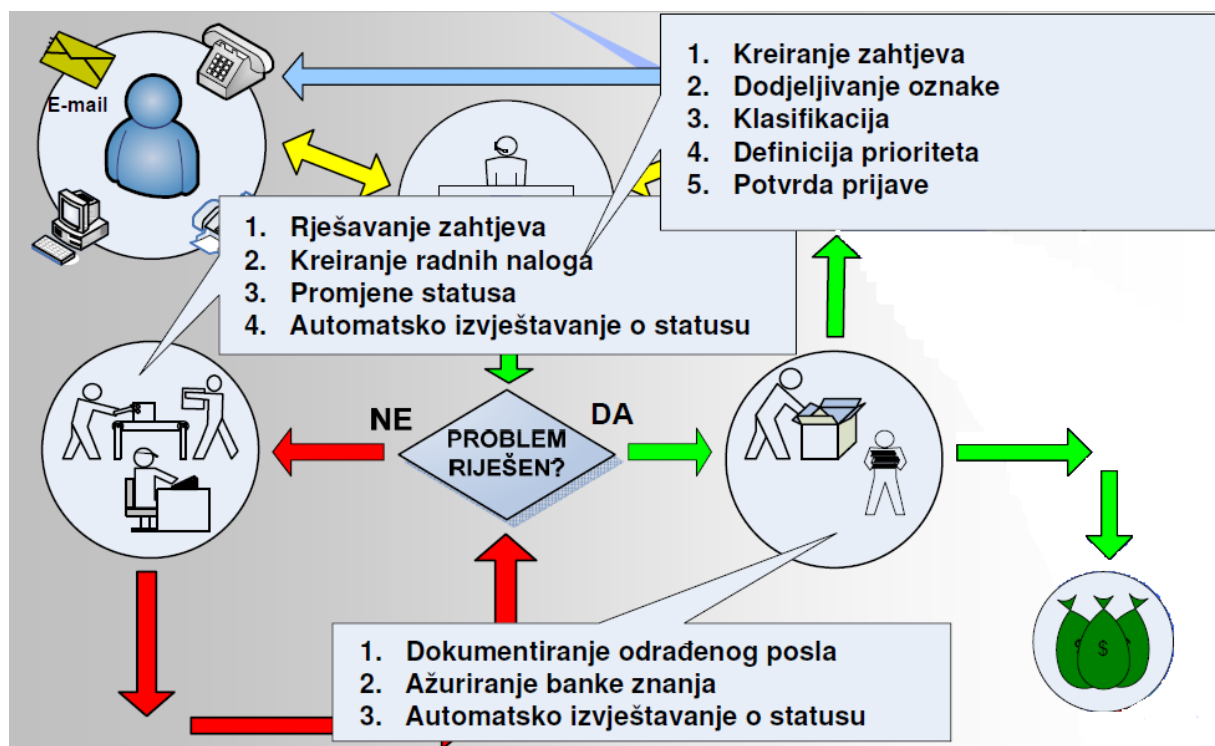 E-mail
1. Kreiranje zahtjeva
2. Dodjeljivanje oznake
3. Klasifikacija
4. Definicija prioriteta
5. Potvrda prijave
1. Rješavanje zahtjeva
2. Kreiranje radnih naloga
3. Promjene statusa
4. Automatsko izvještavanje o statusu
NE
PROBLEM
RIJEŠEN?
DA
1. Dokumentiranje odrađenog posla
2. Ažuriranje banke znanja
3. Automatsko izvještavanje o statusu
$